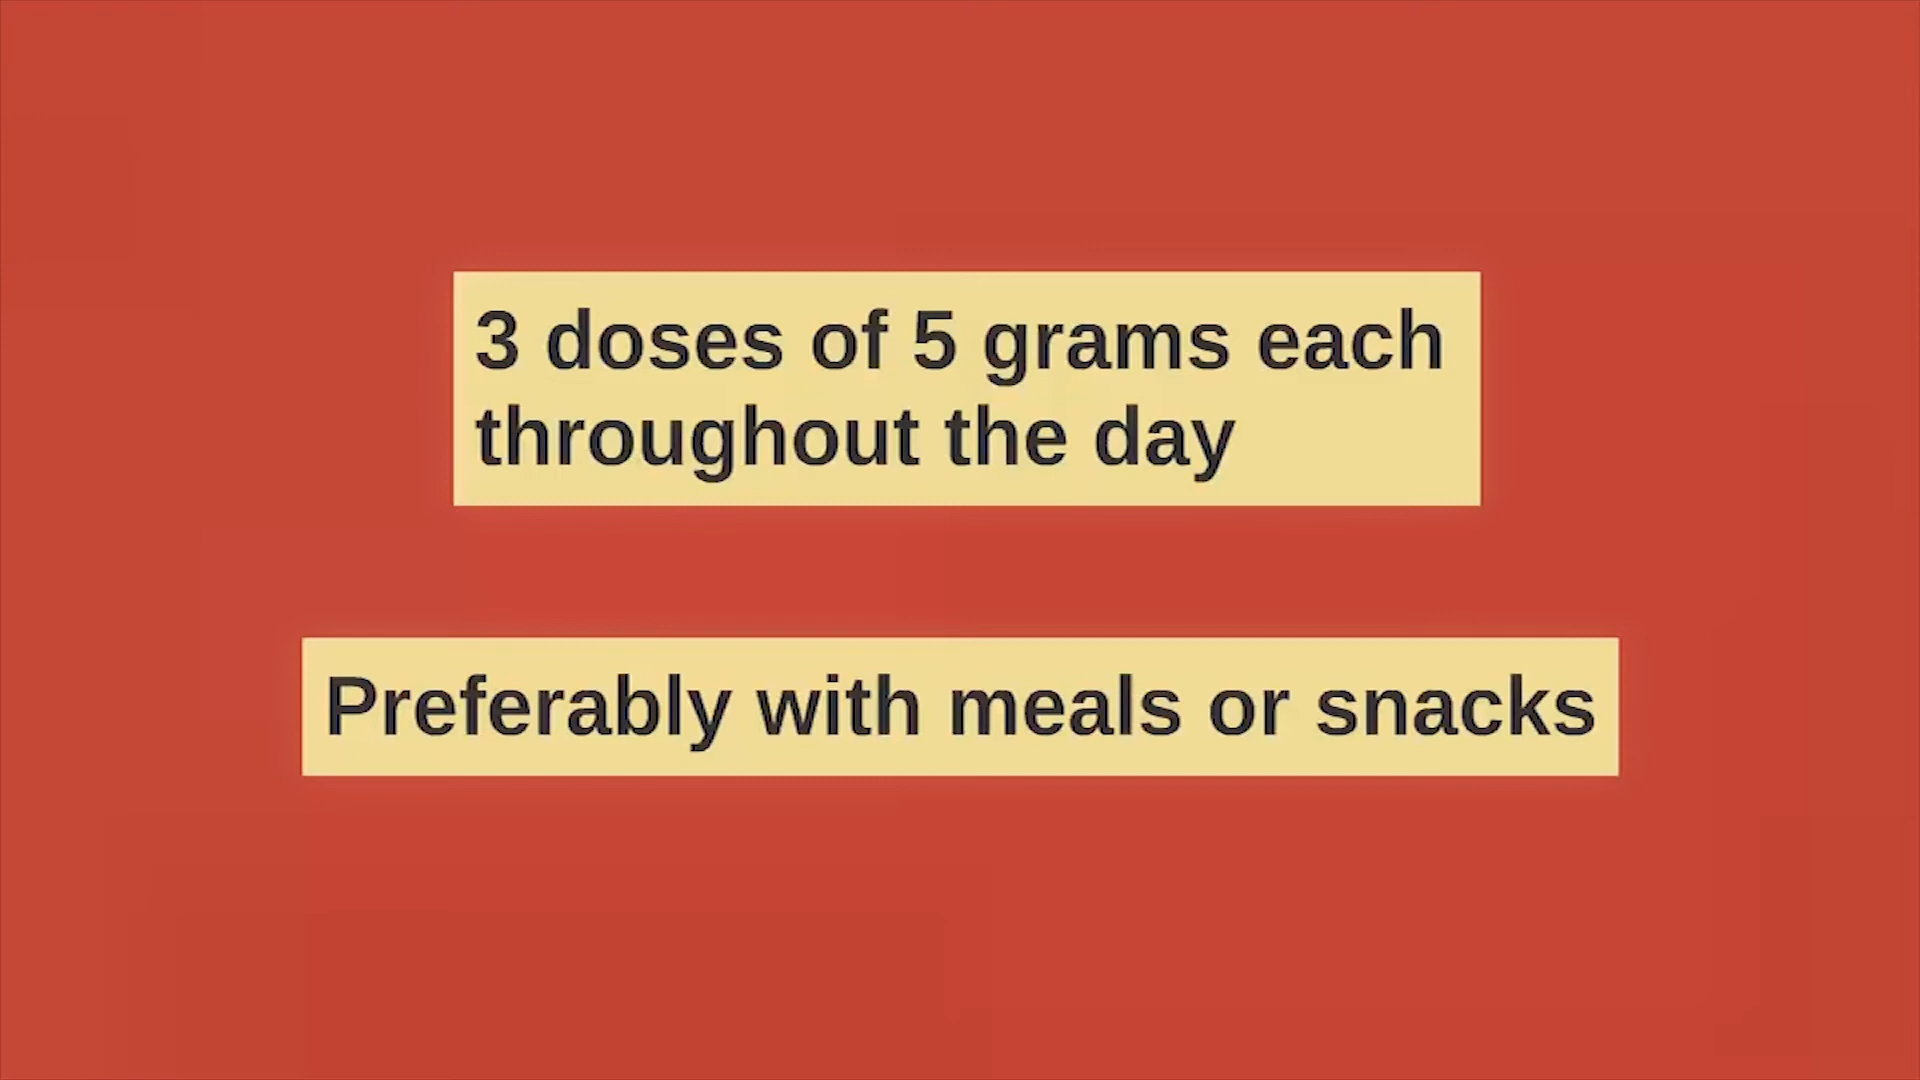 3 doses of 5 grams each
throughout the day
Preferably with meals or snacks